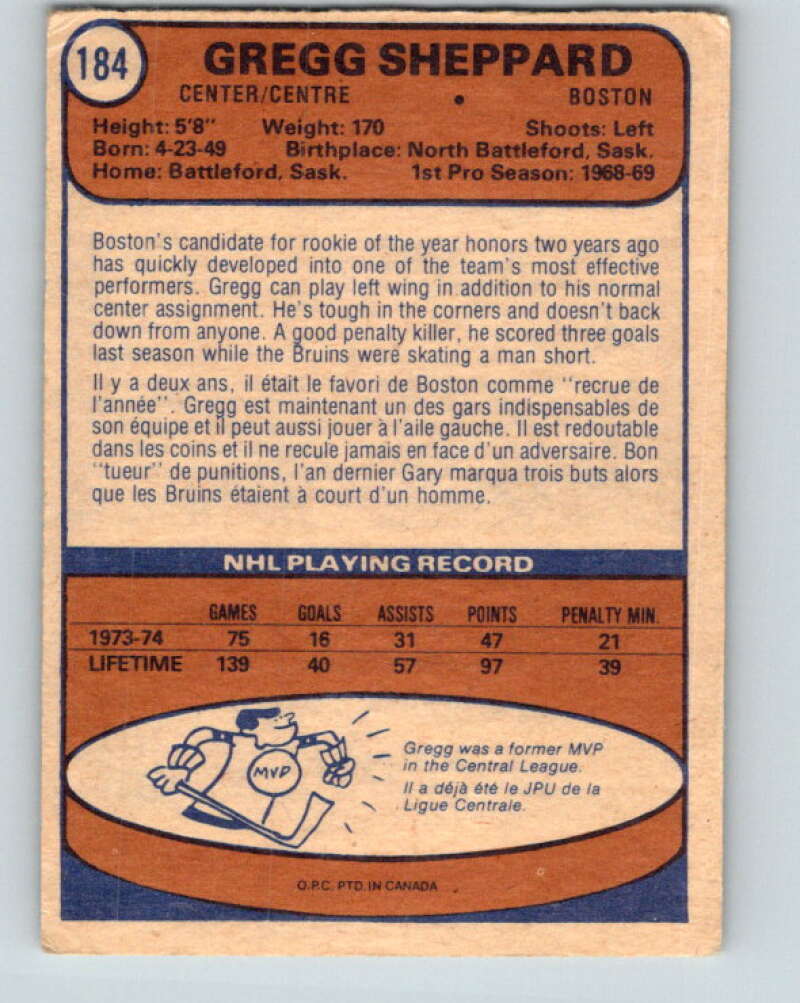 184
GREGG SHEPPARD
CENTER/CENTRE • BOSTON
Height: 5'8" Weight: 170 Shoots: Left
Born: 4-23-49 Birthplace: North Battleford, Sask.
Home: Battleford, Sask. 1st Pro Season: 1968-69
Boston's candidate for rookie of the year honors two years ago
has quickly developed into one of the team's most effective
performers. Gregg can play left wing in addition to his normal
center assignment. He's tough in the corners and doesn't back
down from anyone. A good penalty killer, he scored three goals
last season while the Bruins were skating a man short.
Il y a deux ans, il était le favori de Boston comme "recrue de
l'année". Gregg est maintenant un des gars indispensables de
son équipe et il peut aussi jouer à l'aile gauche. Il est redoutable
dans les coins et il ne recule jamais en face d'un adversaire. Bon
"tueur" de punitions, l'an dernier Gary marqua trois buts alors
que les Bruins étaient à court d'un homme.
NHL PLAYING RECORD
GAMES GOALS ASSISTS POINTS PENALTY MIN.
1973-74 75 16 31 47 21
LIFETIME 139 40 57 97 39
MVP
Gregg was a former MVP
in the Central League.
Il a déjà été le JPU de la
Ligue Centrale.
O.P.C. PTD. IN CANADA